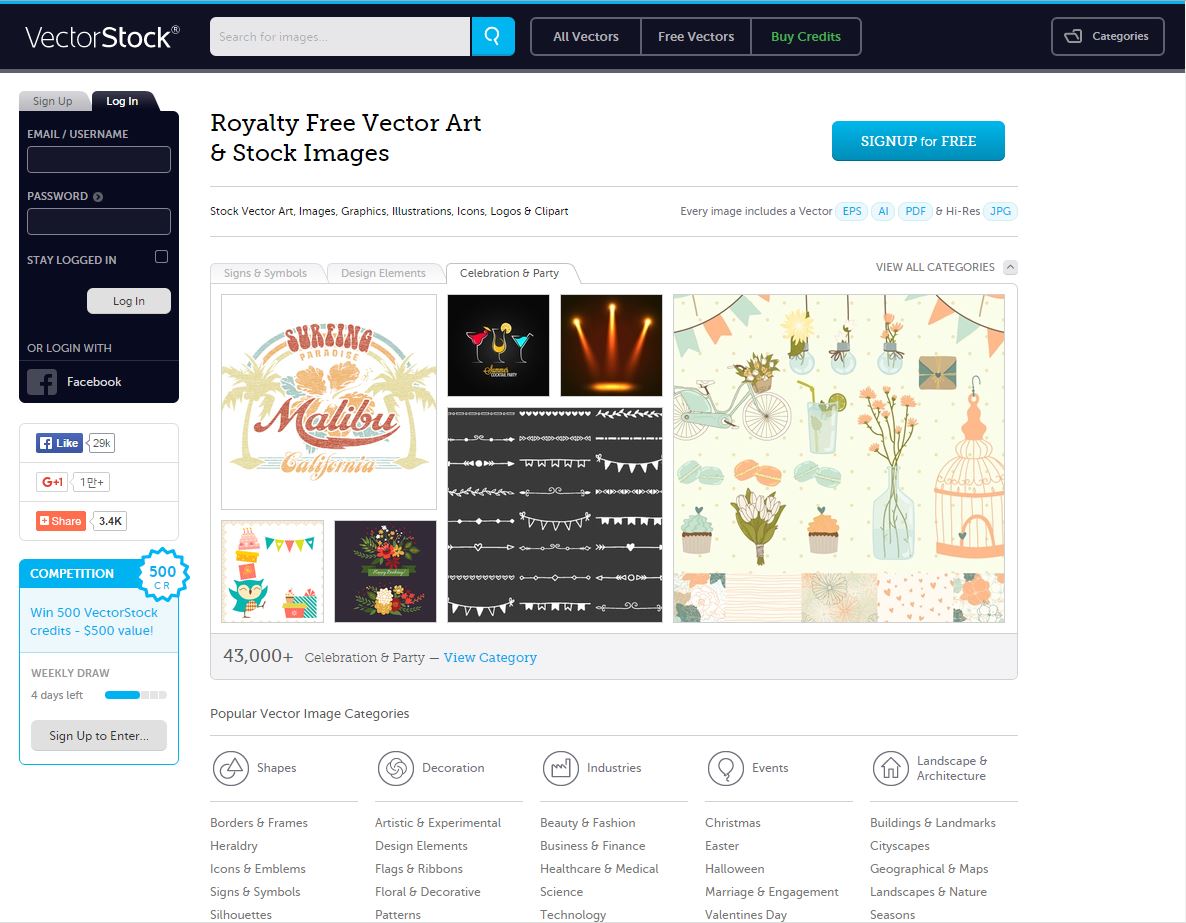 VectorStock®
Search for images...
All Vectors
Free Vectors
Buy Credits
Categories
Sign Up
Log In
EMAIL / USERNAME
PASSWORD
STAY LOGGED IN
Log In
OR LOGIN WITH
Facebook
Like
29k
G+1
1만+
Share
3.4K
COMPETITION
500
CR
Win 500 VectorStock
credits - $500 value!
WEEKLY DRAW
4 days left
Sign Up to Enter...
Royalty Free Vector Art
& Stock Images
SIGNUP for FREE
Stock Vector Art, Images, Graphics, Illustrations, Icons, Logos & Clipart
Every image includes a Vector EPS AI PDF & Hi-Res JPG
Signs & Symbols
Design Elements
Celebration & Party
VIEW ALL CATEGORIES
SURFING
PARADISE
Malibu
California
Summer
COCKTAIL PARTY
43,000+ Celebration & Party — View Category
Popular Vector Image Categories
Shapes
Decoration
Industries
Events
Landscape &
Architecture
Borders & Frames
Artistic & Experimental
Beauty & Fashion
Christmas
Buildings & Landmarks
Heraldry
Design Elements
Business & Finance
Easter
Cityscapes
Icons & Emblems
Flags & Ribbons
Healthcare & Medical
Halloween
Geographical & Maps
Signs & Symbols
Floral & Decorative
Science
Marriage & Engagement
Landscapes & Nature
Silhouettes
Patterns
Technology
Valentines Day
Seasons